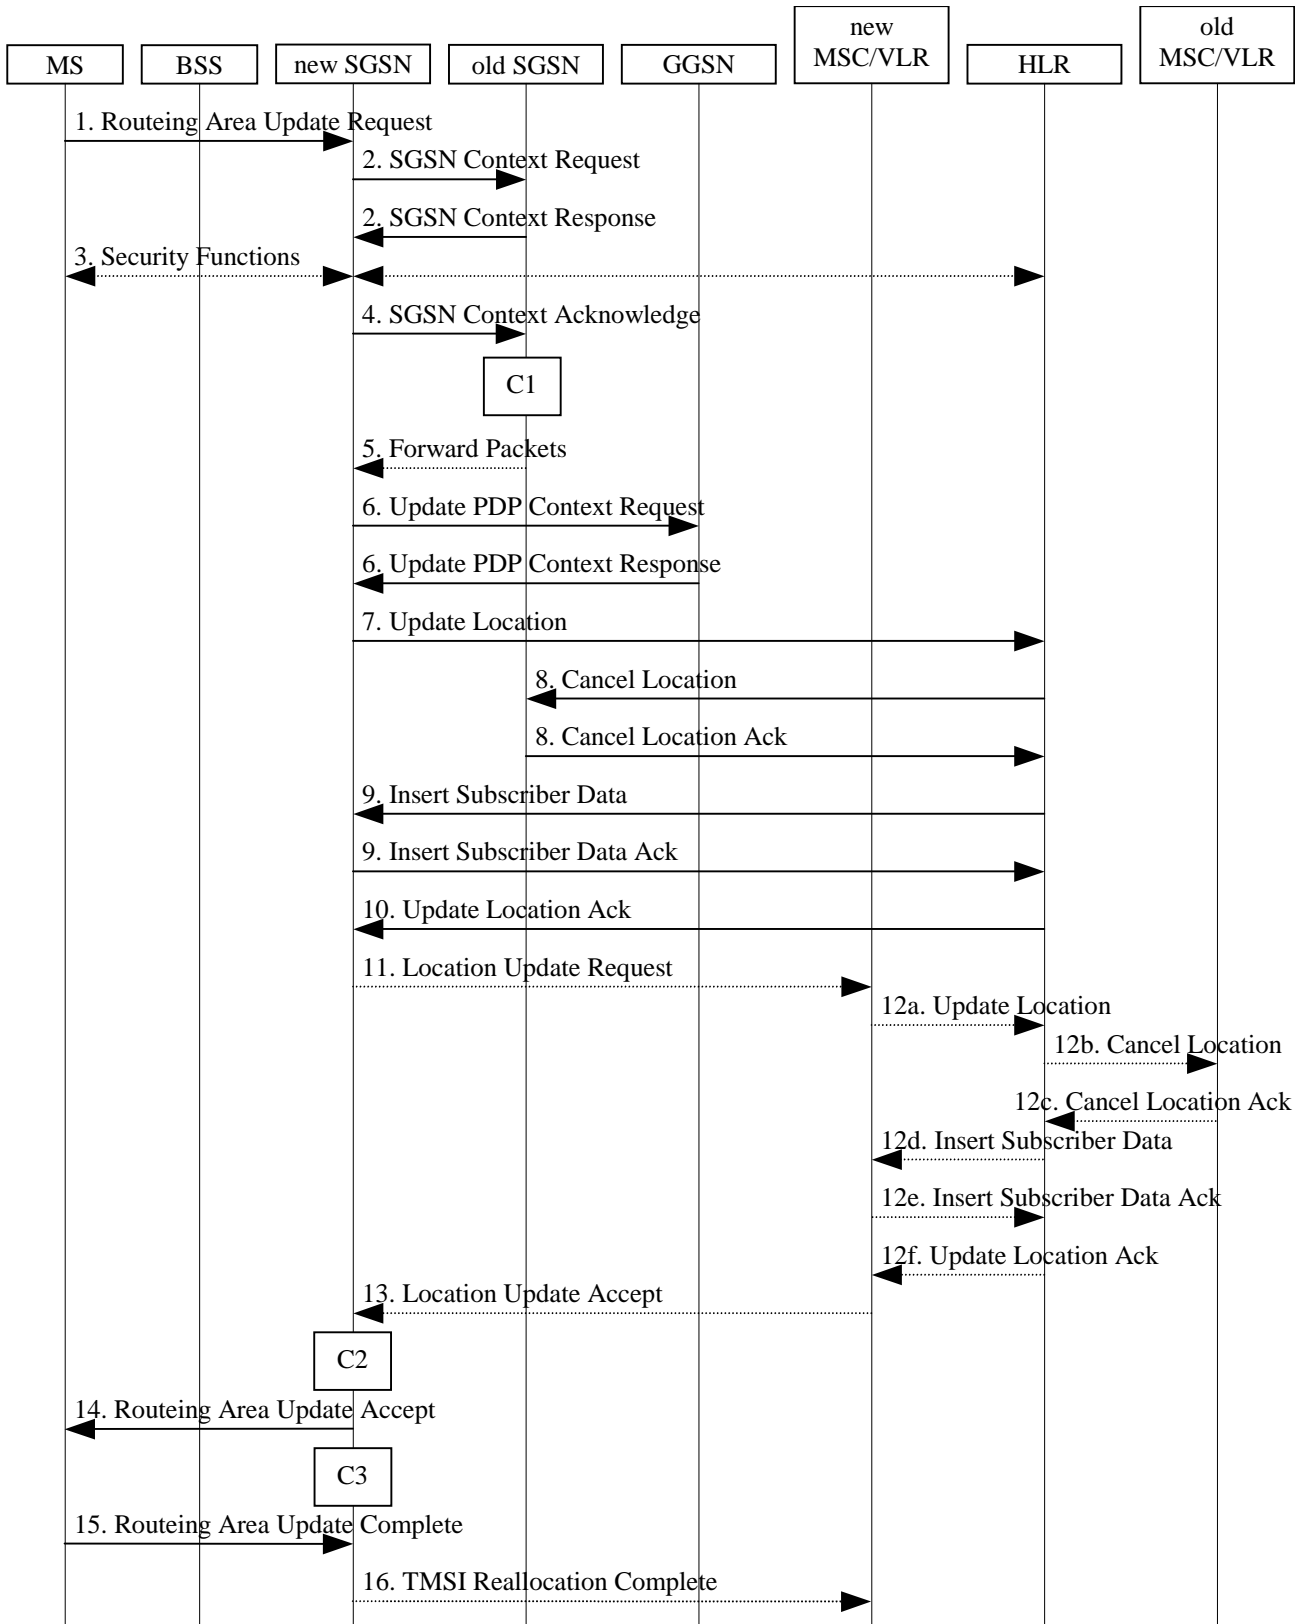 new
MSC/VLR
old
MSC/VLR
MS
BSS
new SGSN
old SGSN
GGSN
HLR
1. Routeing Area Update Request
2. SGSN Context Request
2. SGSN Context Response
3. Security Functions
4. SGSN Context Acknowledge
C1
5. Forward Packets
6. Update PDP Context Request
6. Update PDP Context Response
7. Update Location
8. Cancel Location
8. Cancel Location Ack
9. Insert Subscriber Data
9. Insert Subscriber Data Ack
10. Update Location Ack
11. Location Update Request
12a. Update Location
12b. Cancel Location
12c. Cancel Location Ack
12d. Insert Subscriber Data
12e. Insert Subscriber Data Ack
12f. Update Location Ack
13. Location Update Accept
C2
14. Routeing Area Update Accept
C3
15. Routeing Area Update Complete
16. TMSI Reallocation Complete